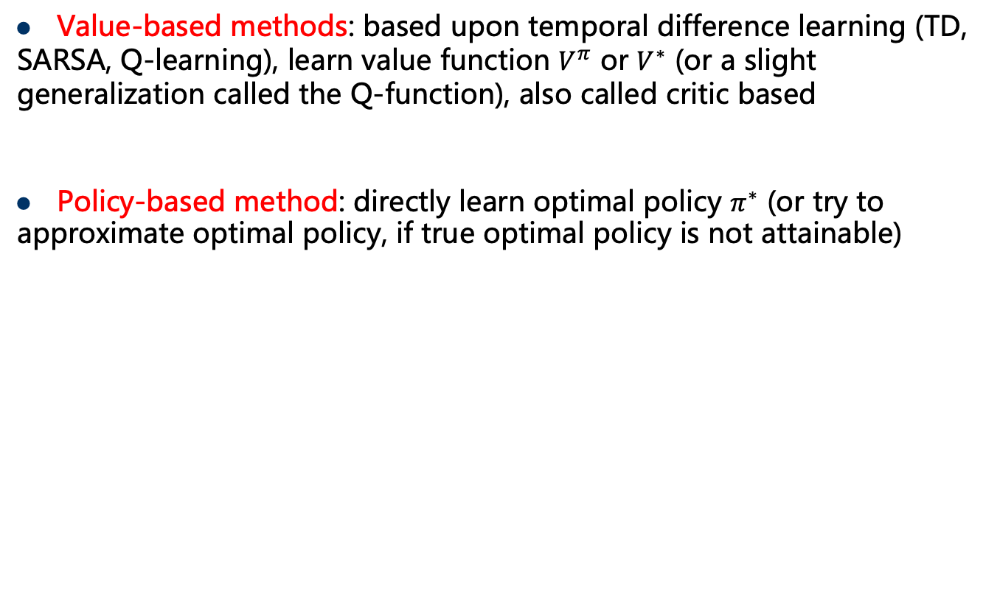 • Value-based methods: based upon temporal difference learning (TD,
SARSA, Q-learning), learn value function 𝑉^𝜋 or 𝑉^* (or a slight
generalization called the Q-function), also called critic based
• Policy-based method: directly learn optimal policy 𝜋^* (or try to
approximate optimal policy, if true optimal policy is not attainable)